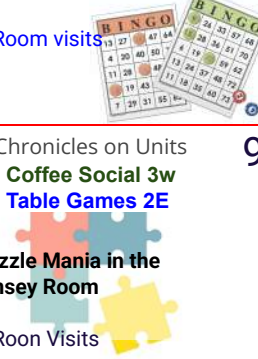 Room visits
BINGO
BINGO
Chronicles on Units
9
Coffee Social 3w
Table Games 2E
zzle Mania in the
nsey Room
Roon Visits